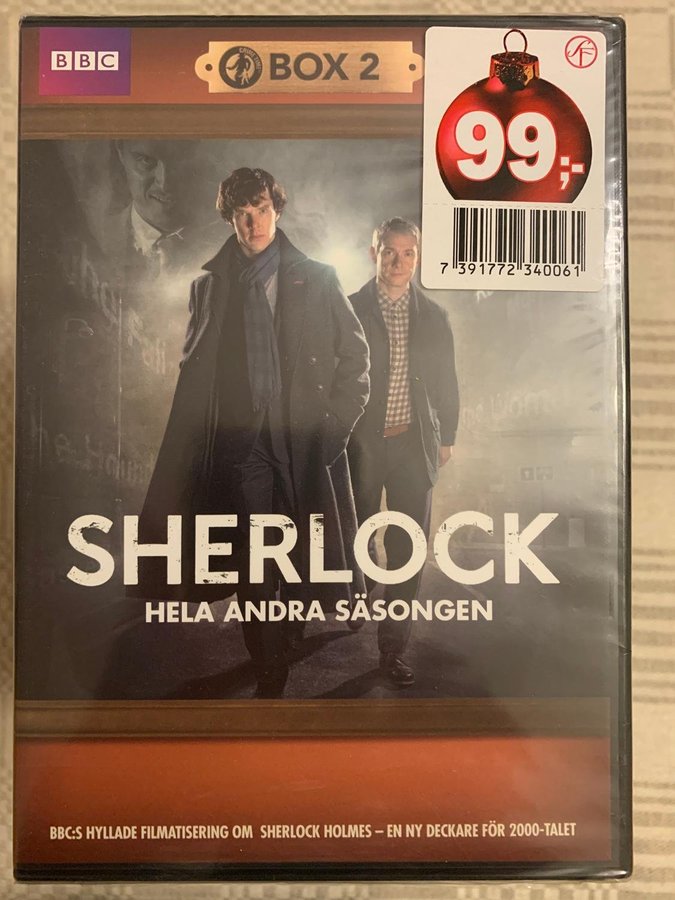 BBC
BOX 2
SF
99;-
7 391772 340061
SHERLOCK
HELA ANDRA SÄSONGEN
BBC:S HYLLADE FILMATISERING OM SHERLOCK HOLMES – EN NY DECKARE FÖR 2000-TALET